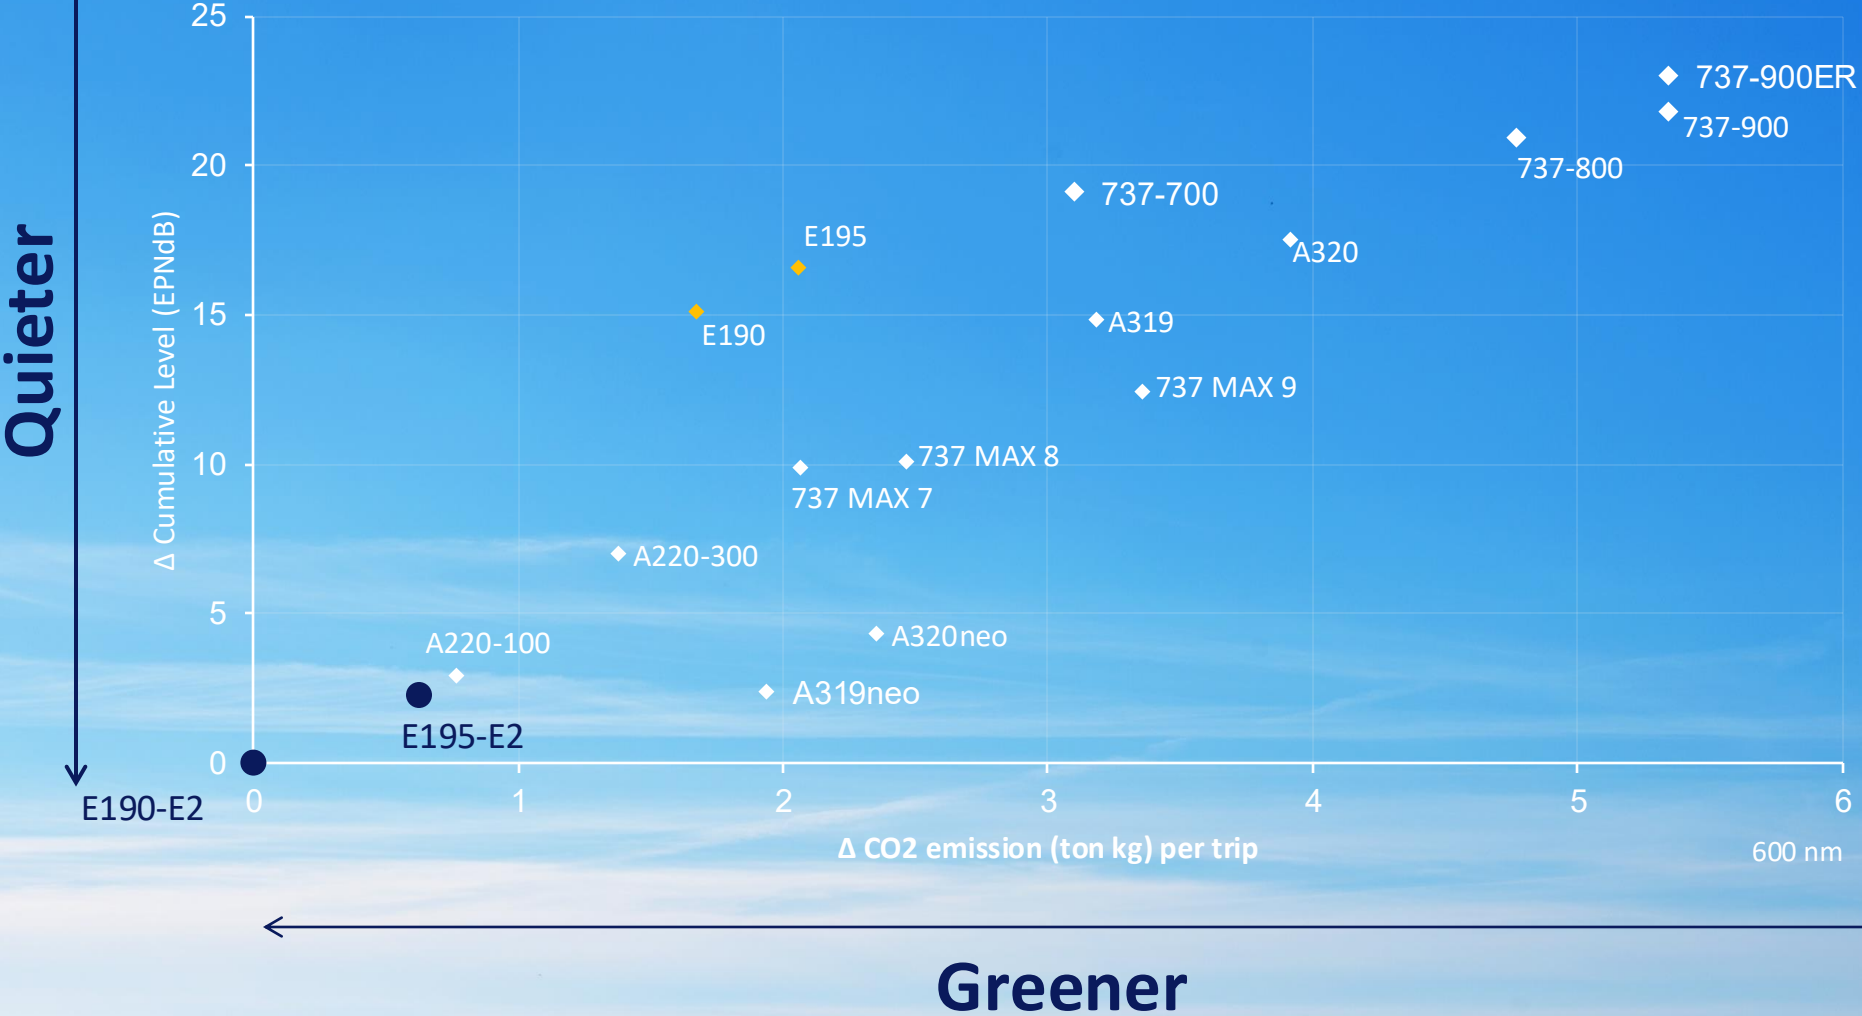 25
737-900ER
737-900
20
737-800
737-700
E195
A320
15
E190
A319
737 MAX 9
10
737 MAX 8
737 MAX 7
A220-300
5
A220-100
A320neo
A319neo
E195-E2
0
E190-E2
0
1
2
3
4
5
6
Δ CO2 emission (ton kg) per trip
600 nm
Quieter
Δ Cumulative Level (EPNdB)
Greener